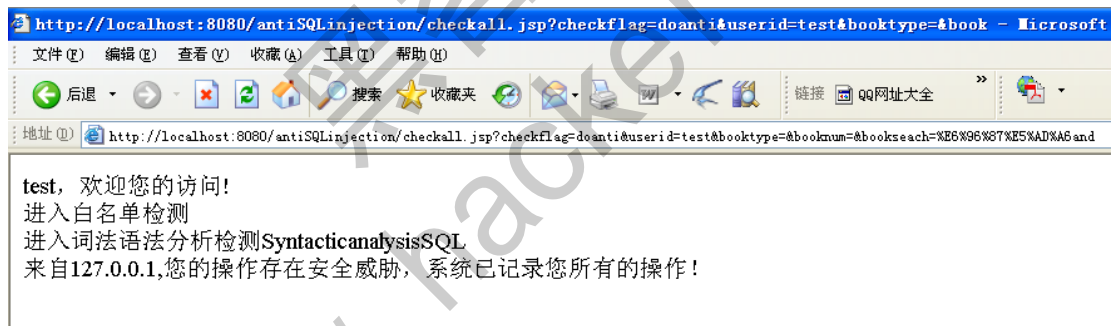 http://localhost:8080/antiSQLinjection/checkall.jsp?checkflag=doanti&userid=test&booktype=&book - Microsoft
文件(F) 编辑(E) 查看(V) 收藏(A) 工具(T) 帮助(H)
后退 搜索 收藏夹 W 链接 QQ网址大全 »
地址(D) http://localhost:8080/antiSQLinjection/checkall.jsp?checkflag=doanti&userid=test&booktype=&booknum=&bookseach=%E6%96%87%E5%AD%A6and
test，欢迎您的访问!
进入白名单检测
进入词法语法分析检测SyntacticanalysisSQL
来自127.0.0.1,您的操作存在安全威胁，系统已记录您所有的操作!
hacker